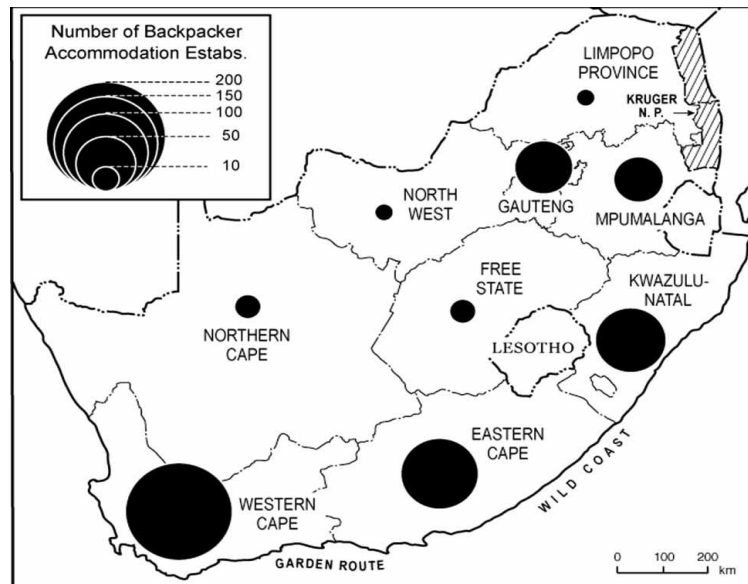 Number of Backpacker
Accommodation Estabs.
200
150
100
50
10
LIMPOPO
PROVINCE
KRUGER
N. P.
NORTH
WEST
GAUTENG
MPUMALANGA
FREE
STATE
KWAZULU-
NATAL
NORTHERN
CAPE
LESOTHO
EASTERN
CAPE
WESTERN
CAPE
WILD COAST
GARDEN ROUTE
0 100 200
km